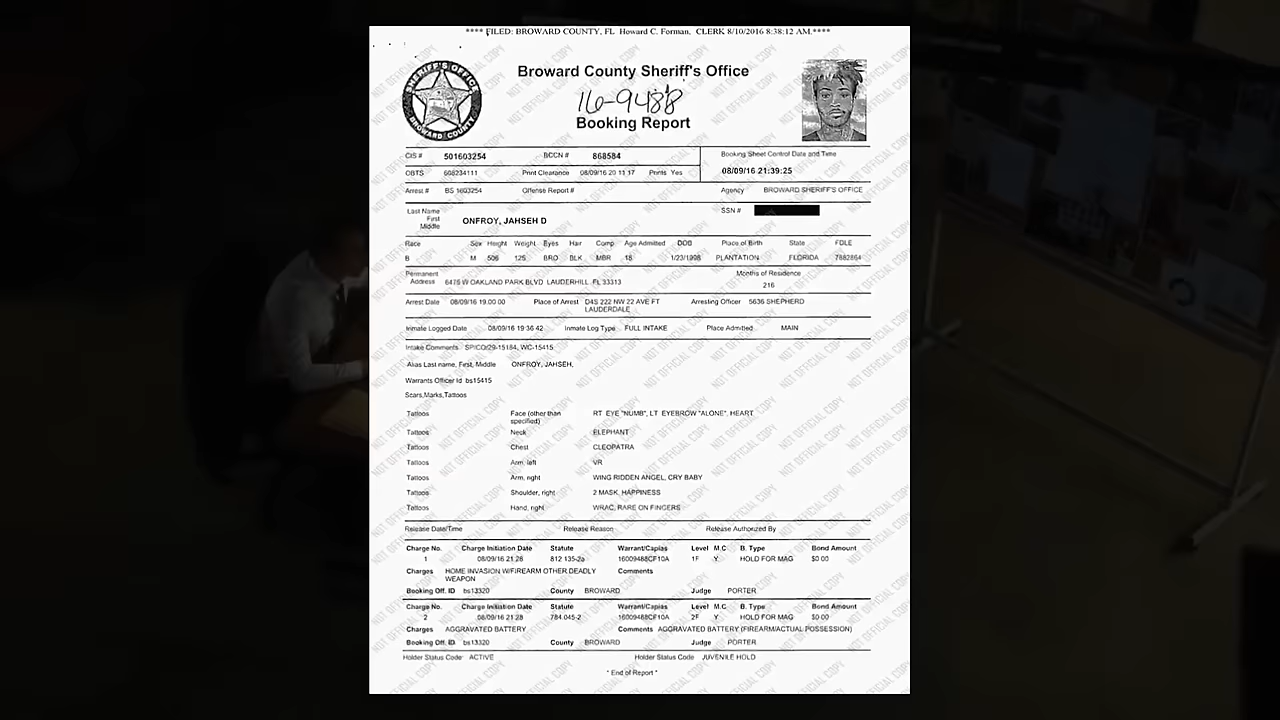 **** FILED: BROWARD COUNTY, FL Howard C. Forman, CLERK 8/10/2016 8:38:12 AM.****
SHERIFF'S OFFICE
BROWARD COUNTY
Broward County Sheriff's Office
16-9488
Booking Report
CIS # 501603254 BCCN # 868584 Booking Sheet Control Date and Time
OBTS 608234111 Print Clearance 08/09/16 20 11 37 Prints Yes 08/09/16 21:39:25
Arrest # BS 1603254 Offense Report # Agency BROWARD SHERIFF'S OFFICE
Last Name
First
Middle
ONFROY, JAHSEH D
SSN #
Race Sex Height Weight Eyes Hair Comp Age Admitted DOB Place of Birth State FDLE
B M 506 125 BRO BLK MBR 18 1/23/1998 PLANTATION FLORIDA 7882864
Permanent
Address 6475 W OAKLAND PARK BLVD LAUDERHILL FL 33313
Months of Residence
216
Arrest Date 08/09/16 19.00 00 Place of Arrest D4S 222 NW 22 AVE FT
LAUDERDALE
Arresting Officer 5636 SHEPHERD
Inmate Logged Date 08/09/16 19 36 42 Inmate Log Type FULL INTAKE Place Admitted MAIN
Intake Comments SPICO/29-15184, WC-15415
Alias Last name, First, Middle ONFROY, JAHSEH,
Warrants Officer Id bs15415
Scars,Marks,Tattoos
Tattoos Face (other than
specified)
RT EYE "NUMB", LT EYEBROW "ALONE", HEART
Tattoos Neck ELEPHANT
Tattoos Chest CLEOPATRA
Tattoos Arm, left VR
Tattoos Arm, right WING RIDDEN ANGEL, CRY BABY
Tattoos Shoulder, right 2 MASK, HAPPINESS
Tattoos Hand, right WRAC, RARE ON FINGERS
Release Date/Time Release Reason Release Authorized By
Charge No. Charge Initiation Date Statute Warrant/Capias Level M.C B. Type Bond Amount
1 08/09/16 21 28 812 135-2a 16009488CF10A 1F Y HOLD FOR MAG $0 00
Charges HOME INVASION W/FIREARM OTHER DEADLY
WEAPON
Comments
Booking Off. ID bs13320 County BROWARD Judge PORTER
Charge No. Charge Initiation Date Statute Warrant/Capias Level M.C B. Type Bond Amount
2 08/09/16 21:28 784.045-2 16009488CF10A 2F Y HOLD FOR MAG $0 00
Charges AGGRAVATED BATTERY Comments AGGRAVATED BATTERY (FIREARM/ACTUAL POSSESSION)
Booking Off. ID. bs13320 County BROWARD Judge PORTER
Holder Status Code ACTIVE Holder Status Code JUVENILE HOLD
* End of Report *
NOT OFFICIAL COPY